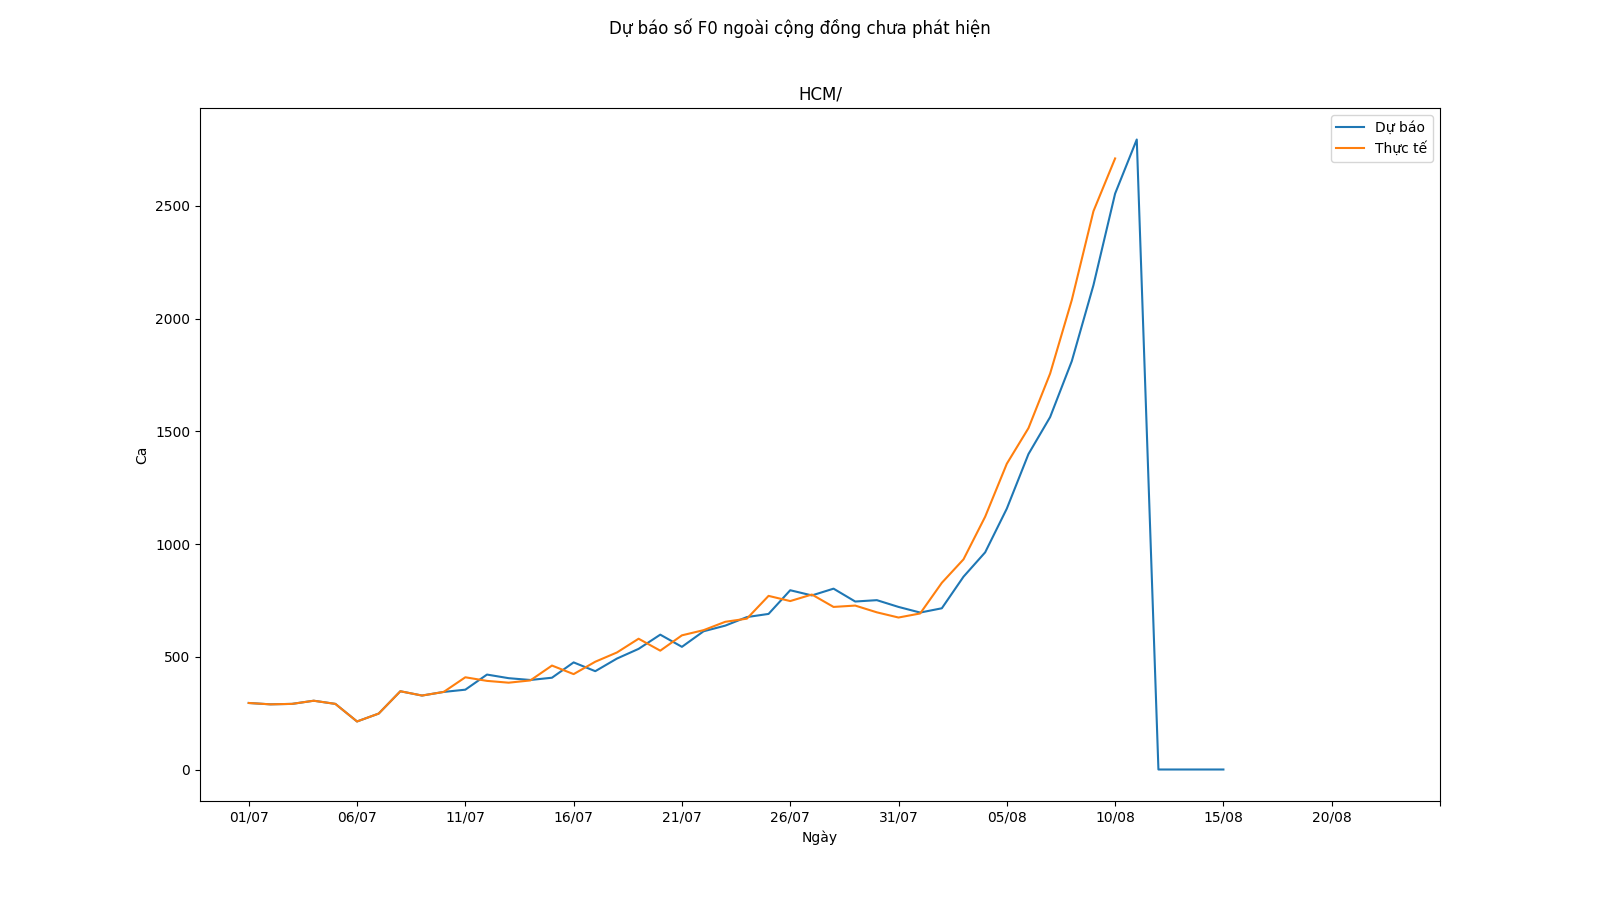 Dự báo số F0 ngoài cộng đồng chưa phát hiện
HCM/
Dự báo
Thực tế
2500
2000
1500
1000
500
0
Ca
01/07 06/07 11/07 16/07 21/07 26/07 31/07 05/08 10/08 15/08 20/08
Ngày